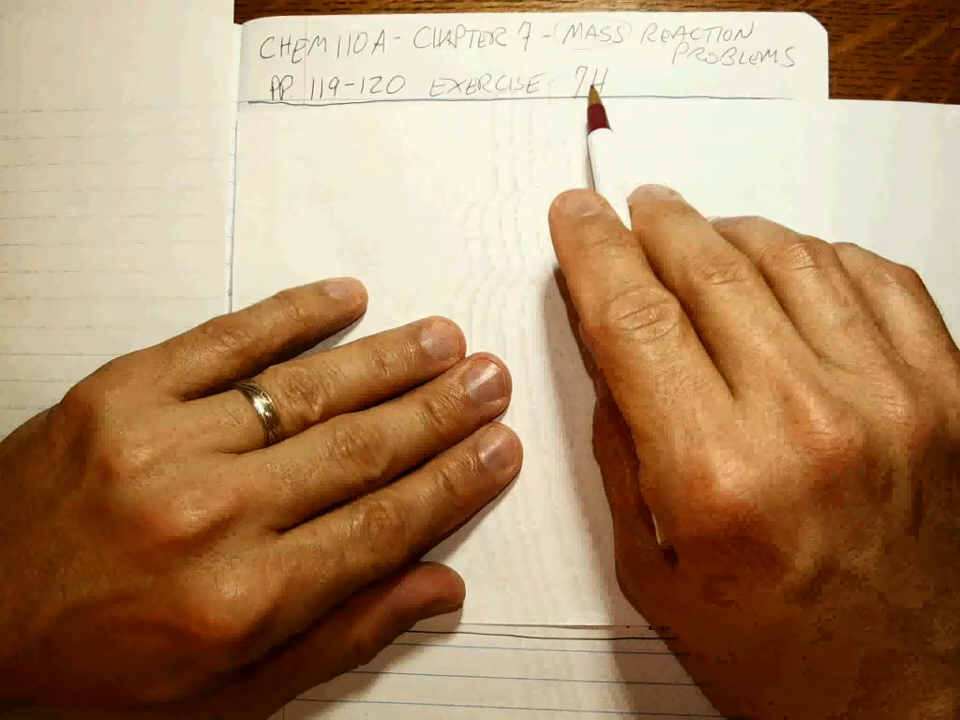 CHEM 110A - CHAPTER 7 - MASS REACTION
PROBLEMS
PP. 119-120 EXERCISE 7H